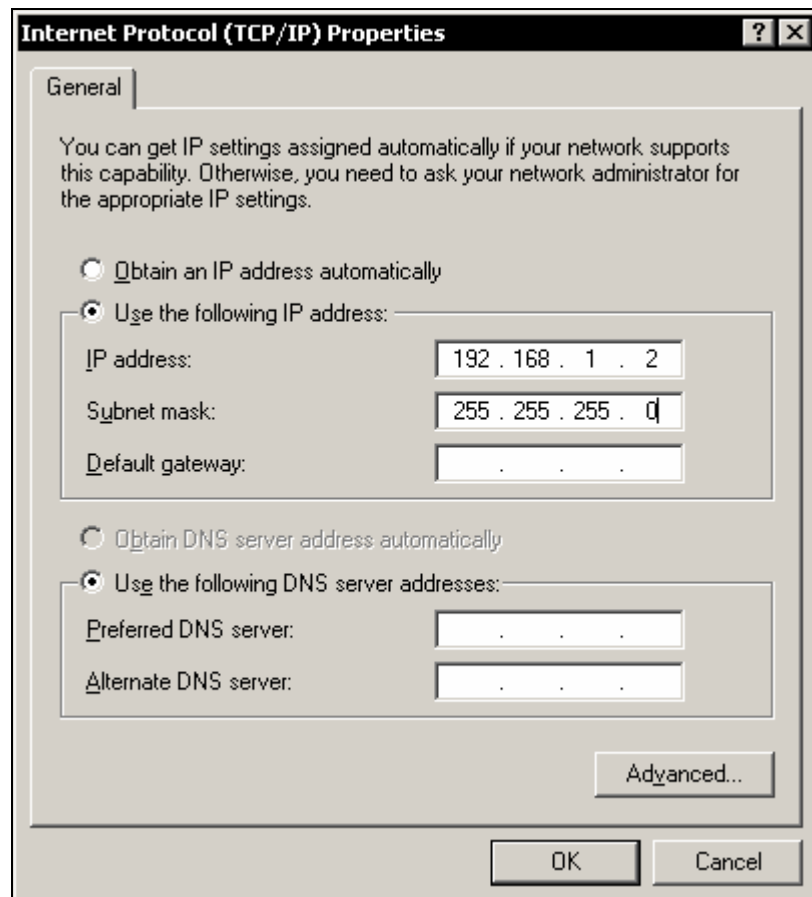 Internet Protocol (TCP/IP) Properties
General
You can get IP settings assigned automatically if your network supports
this capability. Otherwise, you need to ask your network administrator for
the appropriate IP settings.
Obtain an IP address automatically
Use the following IP address:
IP address: 192 . 168 . 1 . 2
Subnet mask: 255 . 255 . 255 . 0
Default gateway: . . .
Obtain DNS server address automatically
Use the following DNS server addresses:
Preferred DNS server: . . .
Alternate DNS server: . . .
Advanced...
OK Cancel